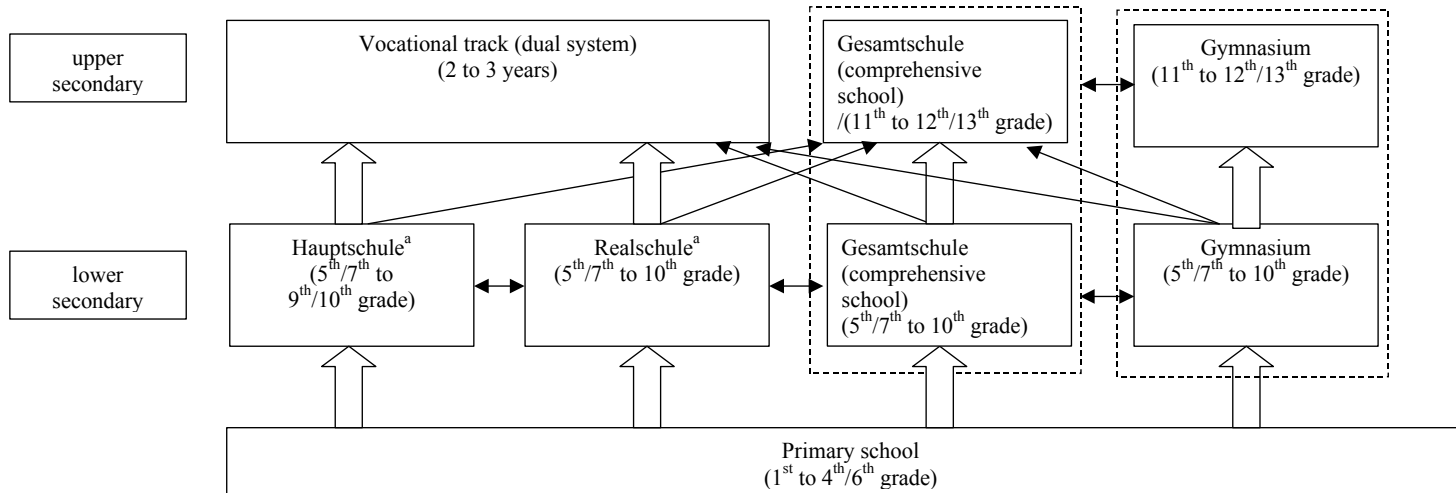 upper
secondary
Vocational track (dual system)
(2 to 3 years)
Gesamtschule
(comprehensive
school)
/(11th to 12th/13th grade)
Gymnasium
(11th to 12th/13th grade)
lower
secondary
Hauptschuleª
(5th/7th to
9th/10th grade)
Realschuleª
(5th/7th to 10th grade)
Gesamtschule
(comprehensive
school)
(5th/7th to 10th grade)
Gymnasium
(5th/7th to 10th grade)
Primary school
(1st to 4th/6th grade)